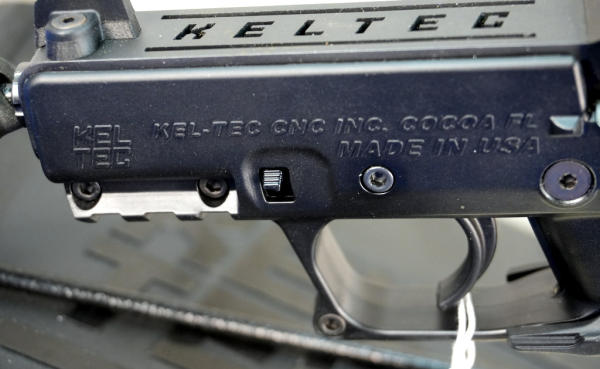 KELTEC
KEL
TEC
KEL-TEC CNC INC. COCOA FL
MADE IN USA